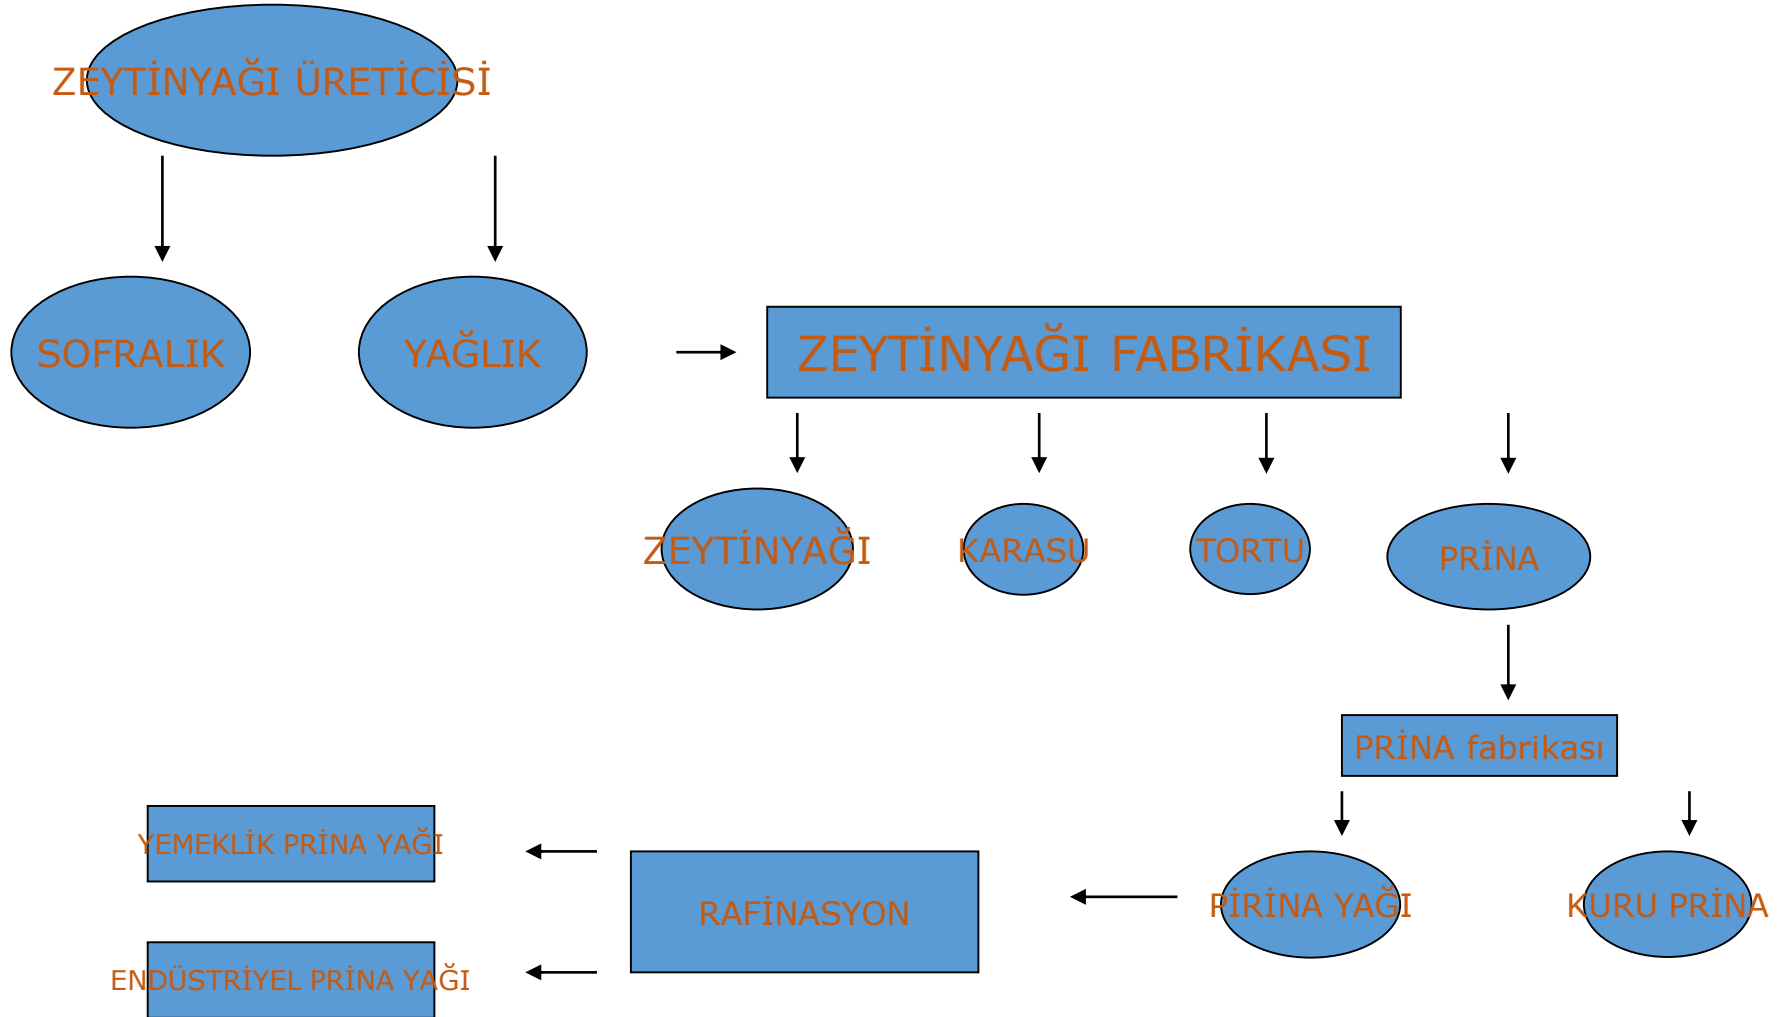 ZEYTİNYAĞI ÜRETİCİSİ
SOFRALIK
YAĞLIK
ZEYTİNYAĞI FABRİKASI
ZEYTİNYAĞI
KARASU
TORTU
PRİNA
PRİNA fabrikası
PİRİNA YAĞI
KURU PRİNA
RAFİNASYON
YEMEKLİK PRİNA YAĞI
ENDÜSTRİYEL PRİNA YAĞI